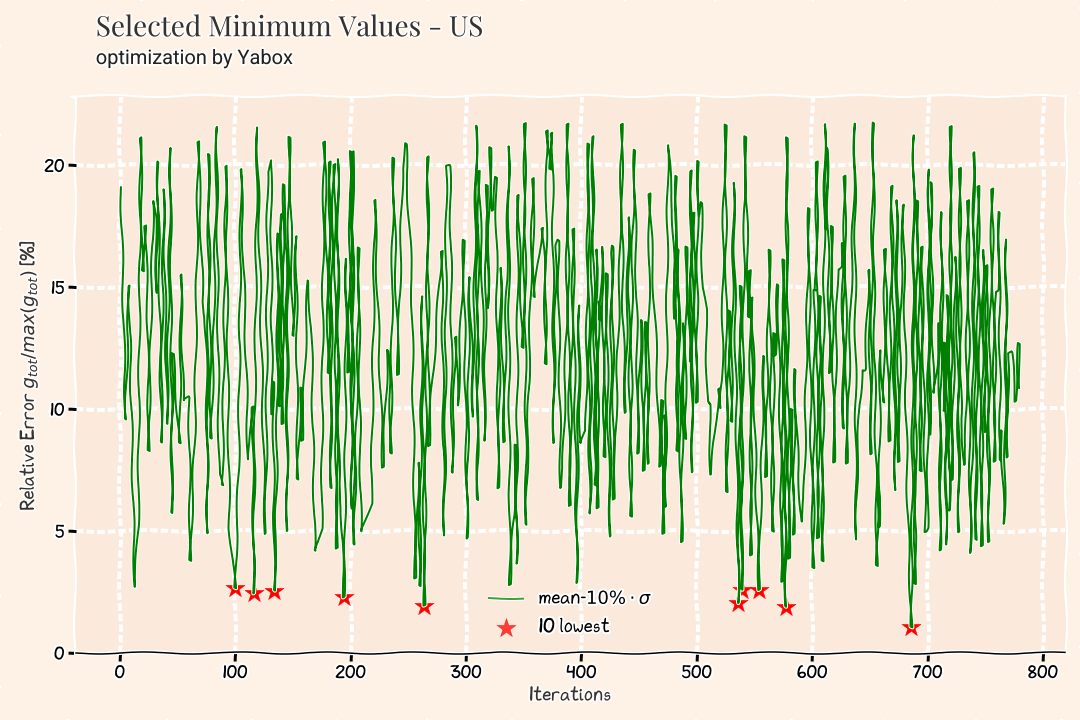 Selected Minimum Values - US
optimization by Yabox
Relative Error g_tot/max(g_tot) [%]
20
15
10
5
0
mean-10% · σ
10 lowest
0 100 200 300 400 500 600 700 800
Iterations